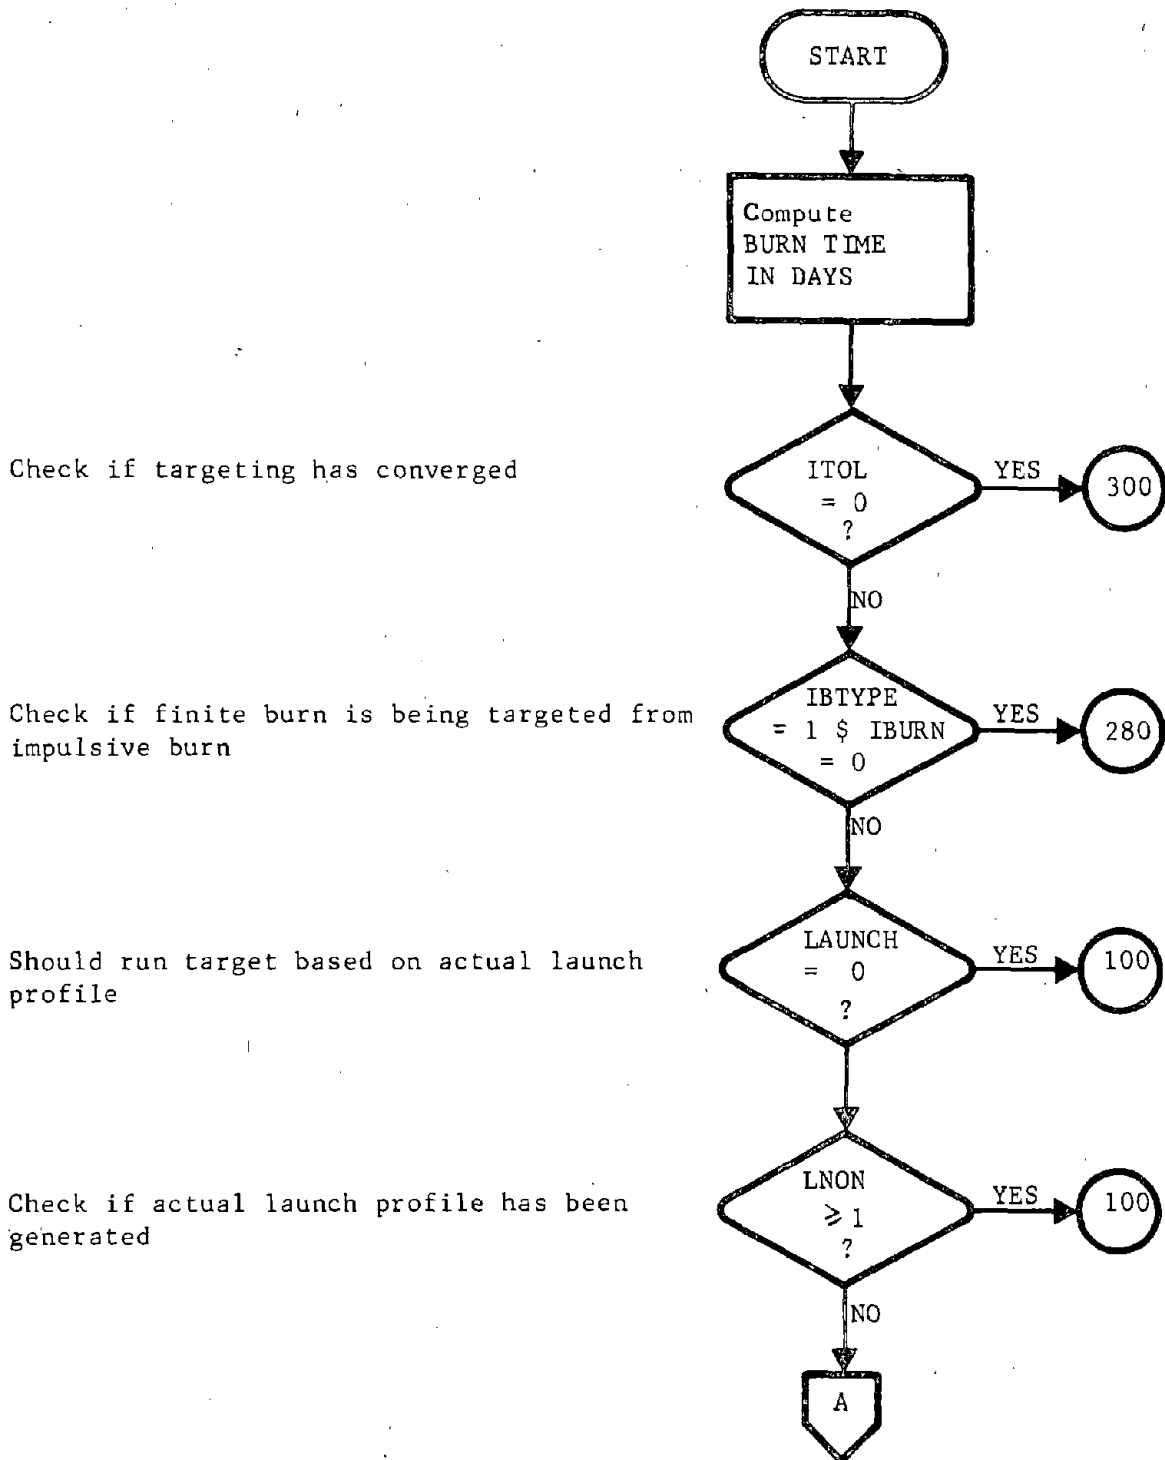 START
Compute
BURN TIME
IN DAYS
Check if targeting has converged
ITOL
= 0
?
YES
300
NO
Check if finite burn is being targeted from
impulsive burn
IBTYPE
= 1 $ IBURN
= 0
YES
280
NO
Should run target based on actual launch
profile
LAUNCH
= 0
?
YES
100
Check if actual launch profile has been
generated
LNON
⩾ 1
?
YES
100
NO
A